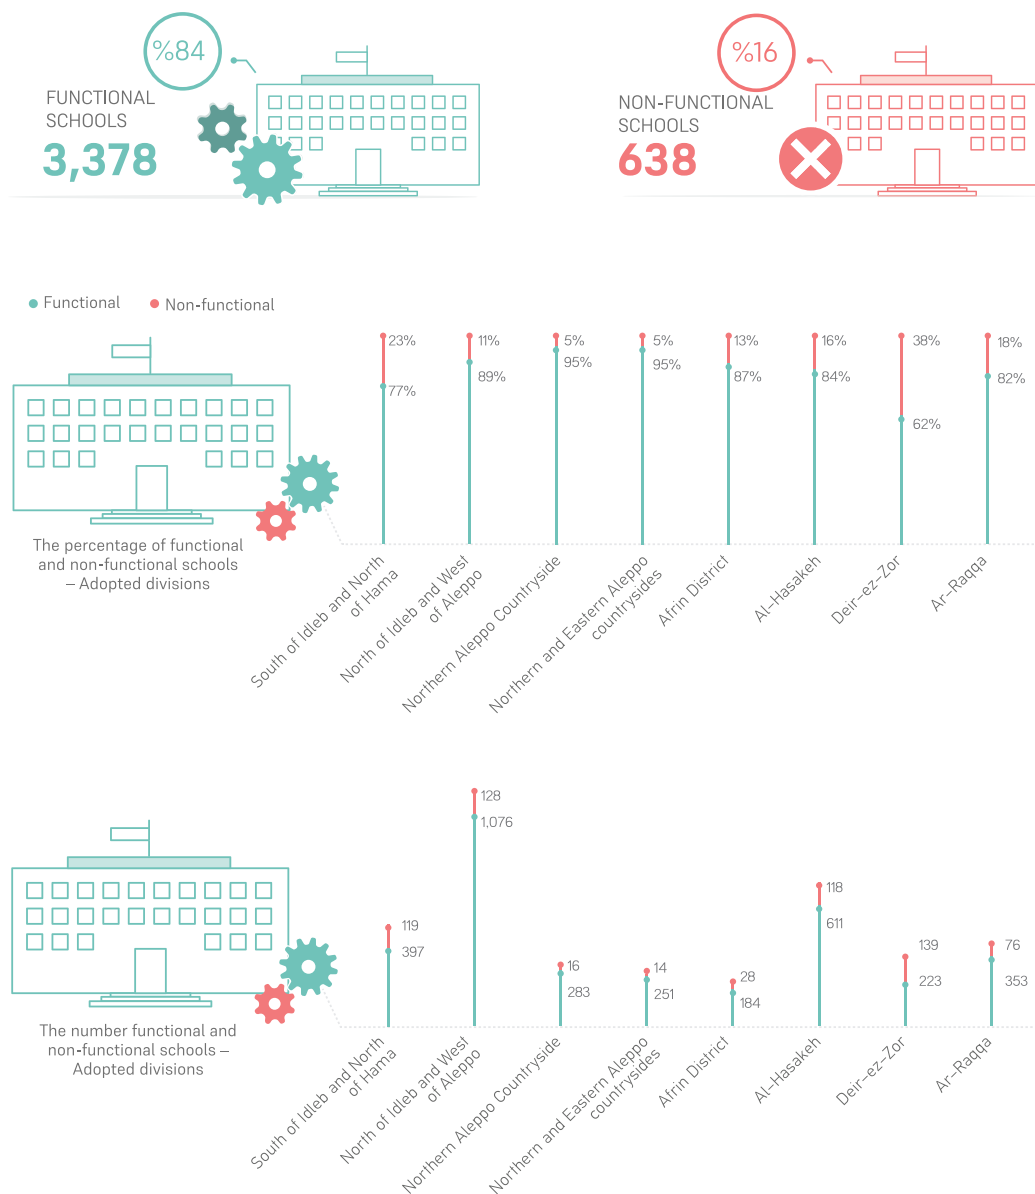 %84
FUNCTIONAL
SCHOOLS
3,378
%16
NON-FUNCTIONAL
SCHOOLS
638
Functional
Non-functional
23%
77%
11%
89%
5%
95%
5%
95%
13%
87%
16%
84%
38%
62%
18%
82%
The percentage of functional
and non-functional schools
– Adopted divisions
South of Idleb and North
of Hama
North of Idleb and West
of Aleppo
Northern Aleppo Countryside
Northern and Eastern Aleppo
countrysides
Afrin District
Al-Hasakeh
Deir-ez-Zor
Ar-Raqqa
119
397
128
1,076
16
283
14
251
28
184
118
611
139
223
76
353
The number functional and
non-functional schools –
Adopted divisions
South of Idleb and North
of Hama
North of Idleb and West
of Aleppo
Northern Aleppo Countryside
Northern and Eastern Aleppo
countrysides
Afrin District
Al-Hasakeh
Deir-ez-Zor
Ar-Raqqa